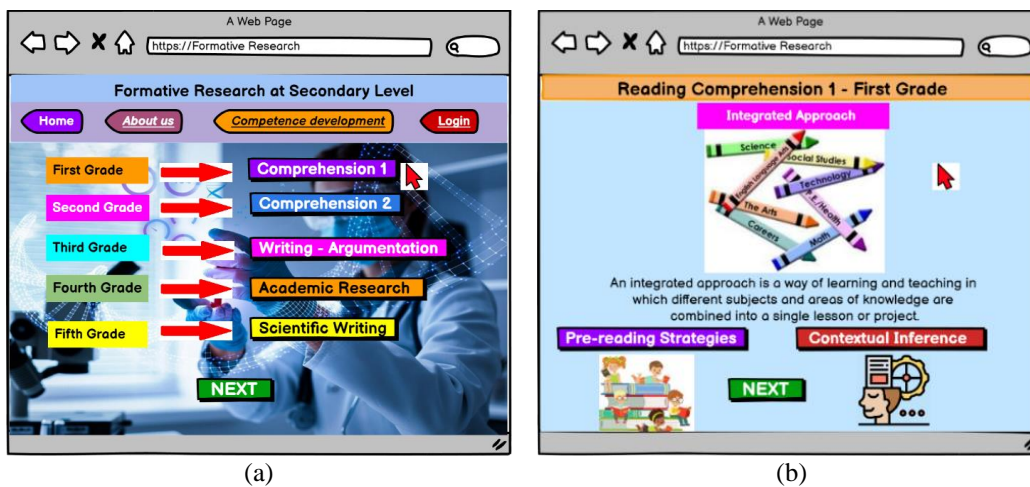 A Web Page
https://Formative Research
Formative Research at Secondary Level
Home
About us
Competence development
Login
First Grade
Comprehension 1
Second Grade
Comprehension 2
Third Grade
Writing - Argumentation
Fourth Grade
Academic Research
Fifth Grade
Scientific Writing
NEXT
(a)
A Web Page
https://Formative Research
Reading Comprehension 1 - First Grade
Integrated Approach
Science
Social Studies
English Language Arts
Technology
P.E./Health
The Arts
Careers
Math
An integrated approach is a way of learning and teaching in
which different subjects and areas of knowledge are
combined into a single lesson or project.
Pre-reading Strategies
Contextual Inference
NEXT
(b)